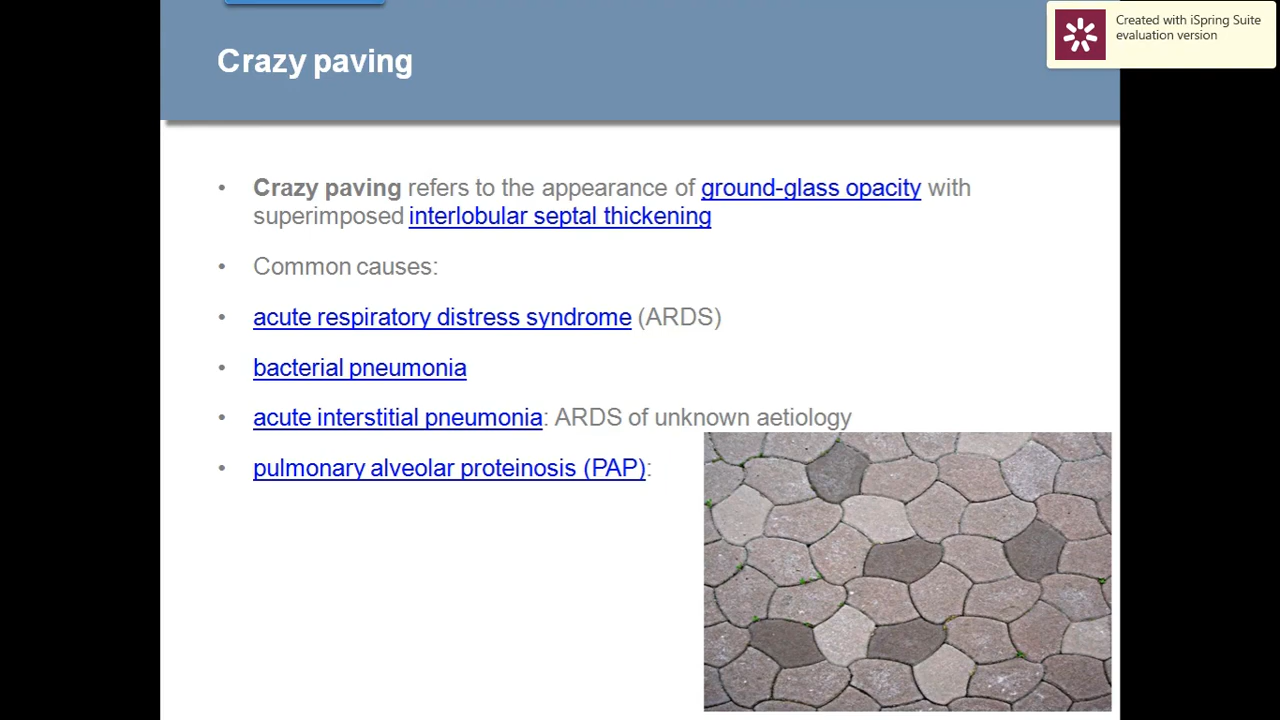 Created with iSpring Suite
evaluation version
Crazy paving
• Crazy paving refers to the appearance of ground-glass opacity with
superimposed interlobular septal thickening
• Common causes:
• acute respiratory distress syndrome (ARDS)
• bacterial pneumonia
• acute interstitial pneumonia: ARDS of unknown aetiology
• pulmonary alveolar proteinosis (PAP):